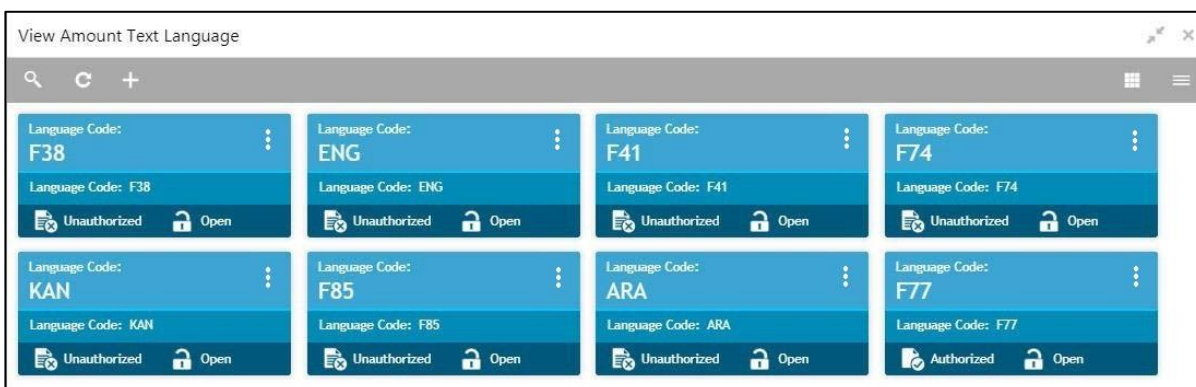 View Amount Text Language
Language Code: Language Code: Language Code: Language Code:
F38 ENG F41 F74
Language Code: F38 Language Code: ENG Language Code: F41 Language Code: F74
Unauthorized Open Unauthorized Open Unauthorized Open Unauthorized Open
Language Code: Language Code: Language Code: Language Code:
KAN F85 ARA F77
Language Code: KAN Language Code: F85 Language Code: ARA Language Code: F77
Unauthorized Open Unauthorized Open Unauthorized Open Authorized Open